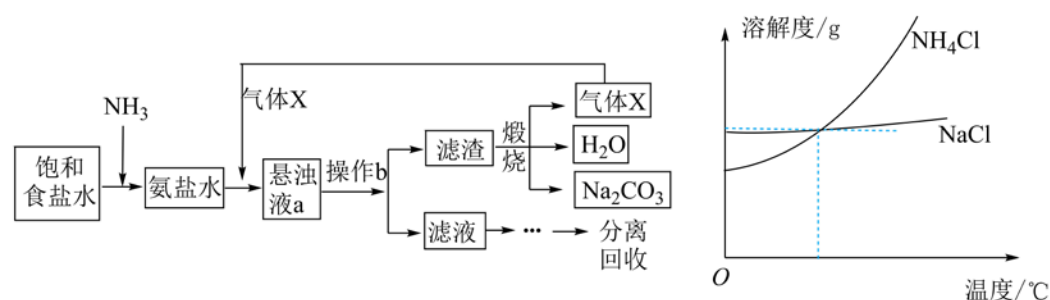 饱和
食盐水
NH₃
氨盐水
气体X
悬浊
液a
操作b
滤渣
煅
烧
气体X
H₂O
Na₂CO₃
滤液
···
分离
回收
溶解度/g
NH₄Cl
NaCl
O
温度/℃